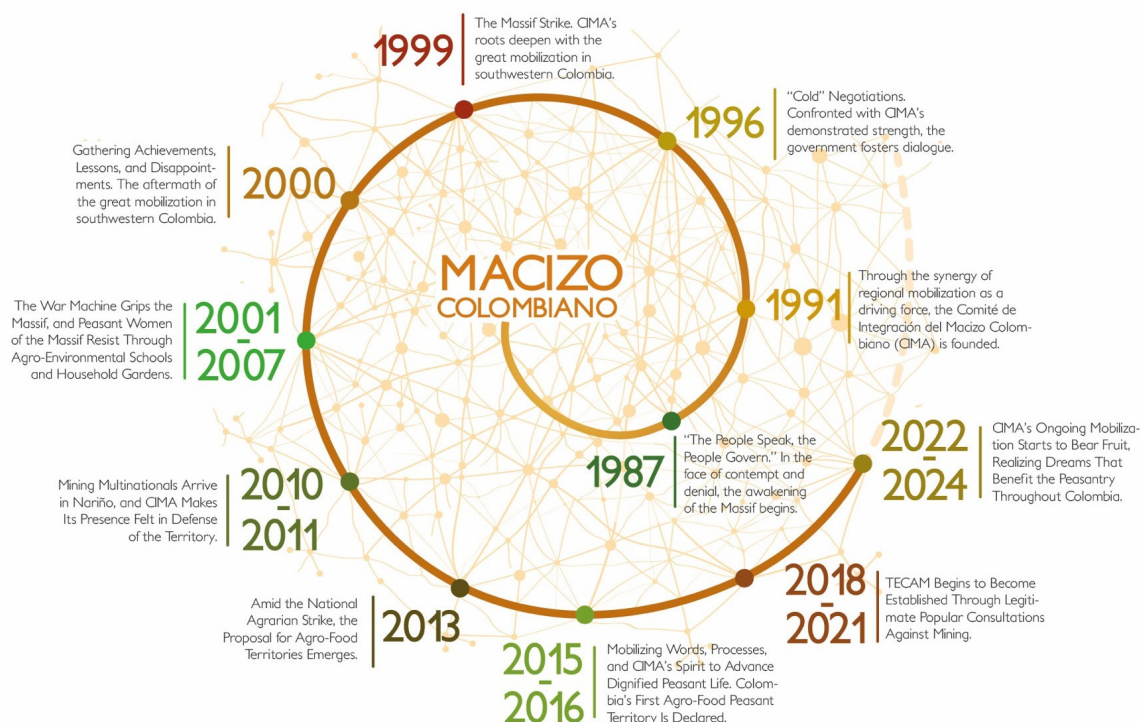 MACIZO
COLOMBIANO
1987
"The People Speak, the
People Govern." In the
face of contempt and
denial, the awakening
of the Massif begins.
1991
Through the synergy of
regional mobilization as a
driving force, the Comité de
Integración del Macizo Colom-
biano (CIMA) is founded.
1996
"Cold" Negotiations.
Confronted with CIMA's
demonstrated strength, the
government fosters dialogue.
1999
The Massif Strike. CIMA's
roots deepen with the
great mobilization in
southwestern Colombia.
2000
Gathering Achievements,
Lessons, and Disappoint-
ments. The aftermath of
the great mobilization in
southwestern Colombia.
2001
-
2007
The War Machine Grips the
Massif, and Peasant Women
of the Massif Resist Through
Agro-Environmental Schools
and Household Gardens.
2010
-
2011
Mining Multinationals Arrive
in Nariño, and CIMA Makes
Its Presence Felt in Defense
of the Territory.
2013
Amid the National
Agrarian Strike, the
Proposal for Agro-Food
Territories Emerges.
2015
-
2016
Mobilizing Words, Processes,
and CIMA's Spirit to Advance
Dignified Peasant Life. Colom-
bia's First Agro-Food Peasant
Territory Is Declared.
2018
-
2021
TECAM Begins to Become
Established Through Legiti-
mate Popular Consultations
Against Mining.
2022
-
2024
CIMA's Ongoing Mobiliza-
tion Starts to Bear Fruit,
Realizing Dreams That
Benefit the Peasantry
Throughout Colombia.